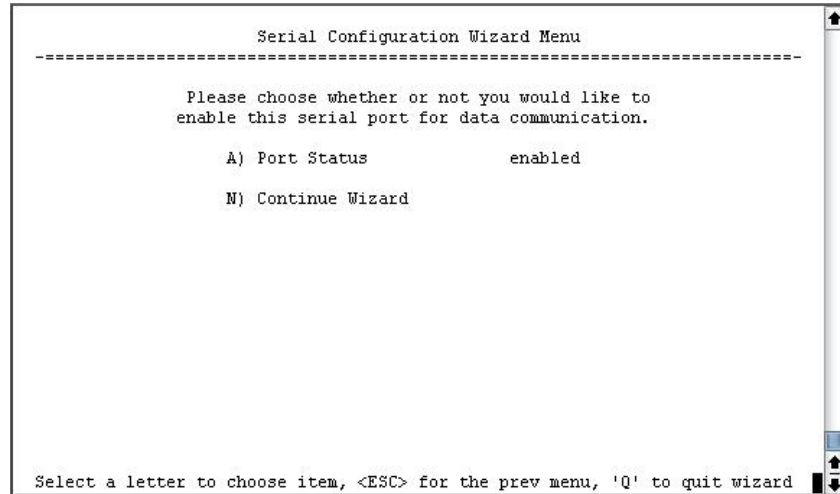 Serial Configuration Wizard Menu
-==========================================================================-
Please choose whether or not you would like to
enable this serial port for data communication.
A) Port Status enabled
N) Continue Wizard
Select a letter to choose item, <ESC> for the prev menu, 'Q' to quit wizard